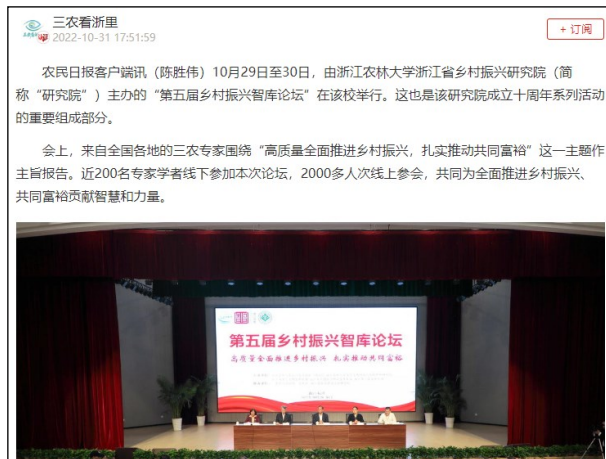 三农看浙里
2022-10-31 17:51:59
+ 订阅
农民日报客户端讯（陈胜伟）10月29日至30日，由浙江农林大学浙江省乡村振兴研究院（简
称“研究院”）主办的“第五届乡村振兴智库论坛”在该校举行。这也是该研究院成立十周年系列活动
的重要组成部分。
会上，来自全国各地的三农专家围绕“高质量全面推进乡村振兴，扎实推动共同富裕”这一主题作
主旨报告。近200名专家学者线下参加本次论坛，2000多人次线上参会，共同为全面推进乡村振兴、
共同富裕贡献智慧和力量。
第五届乡村振兴智库论坛
高质量全面推进乡村振兴 扎实推动共同富裕